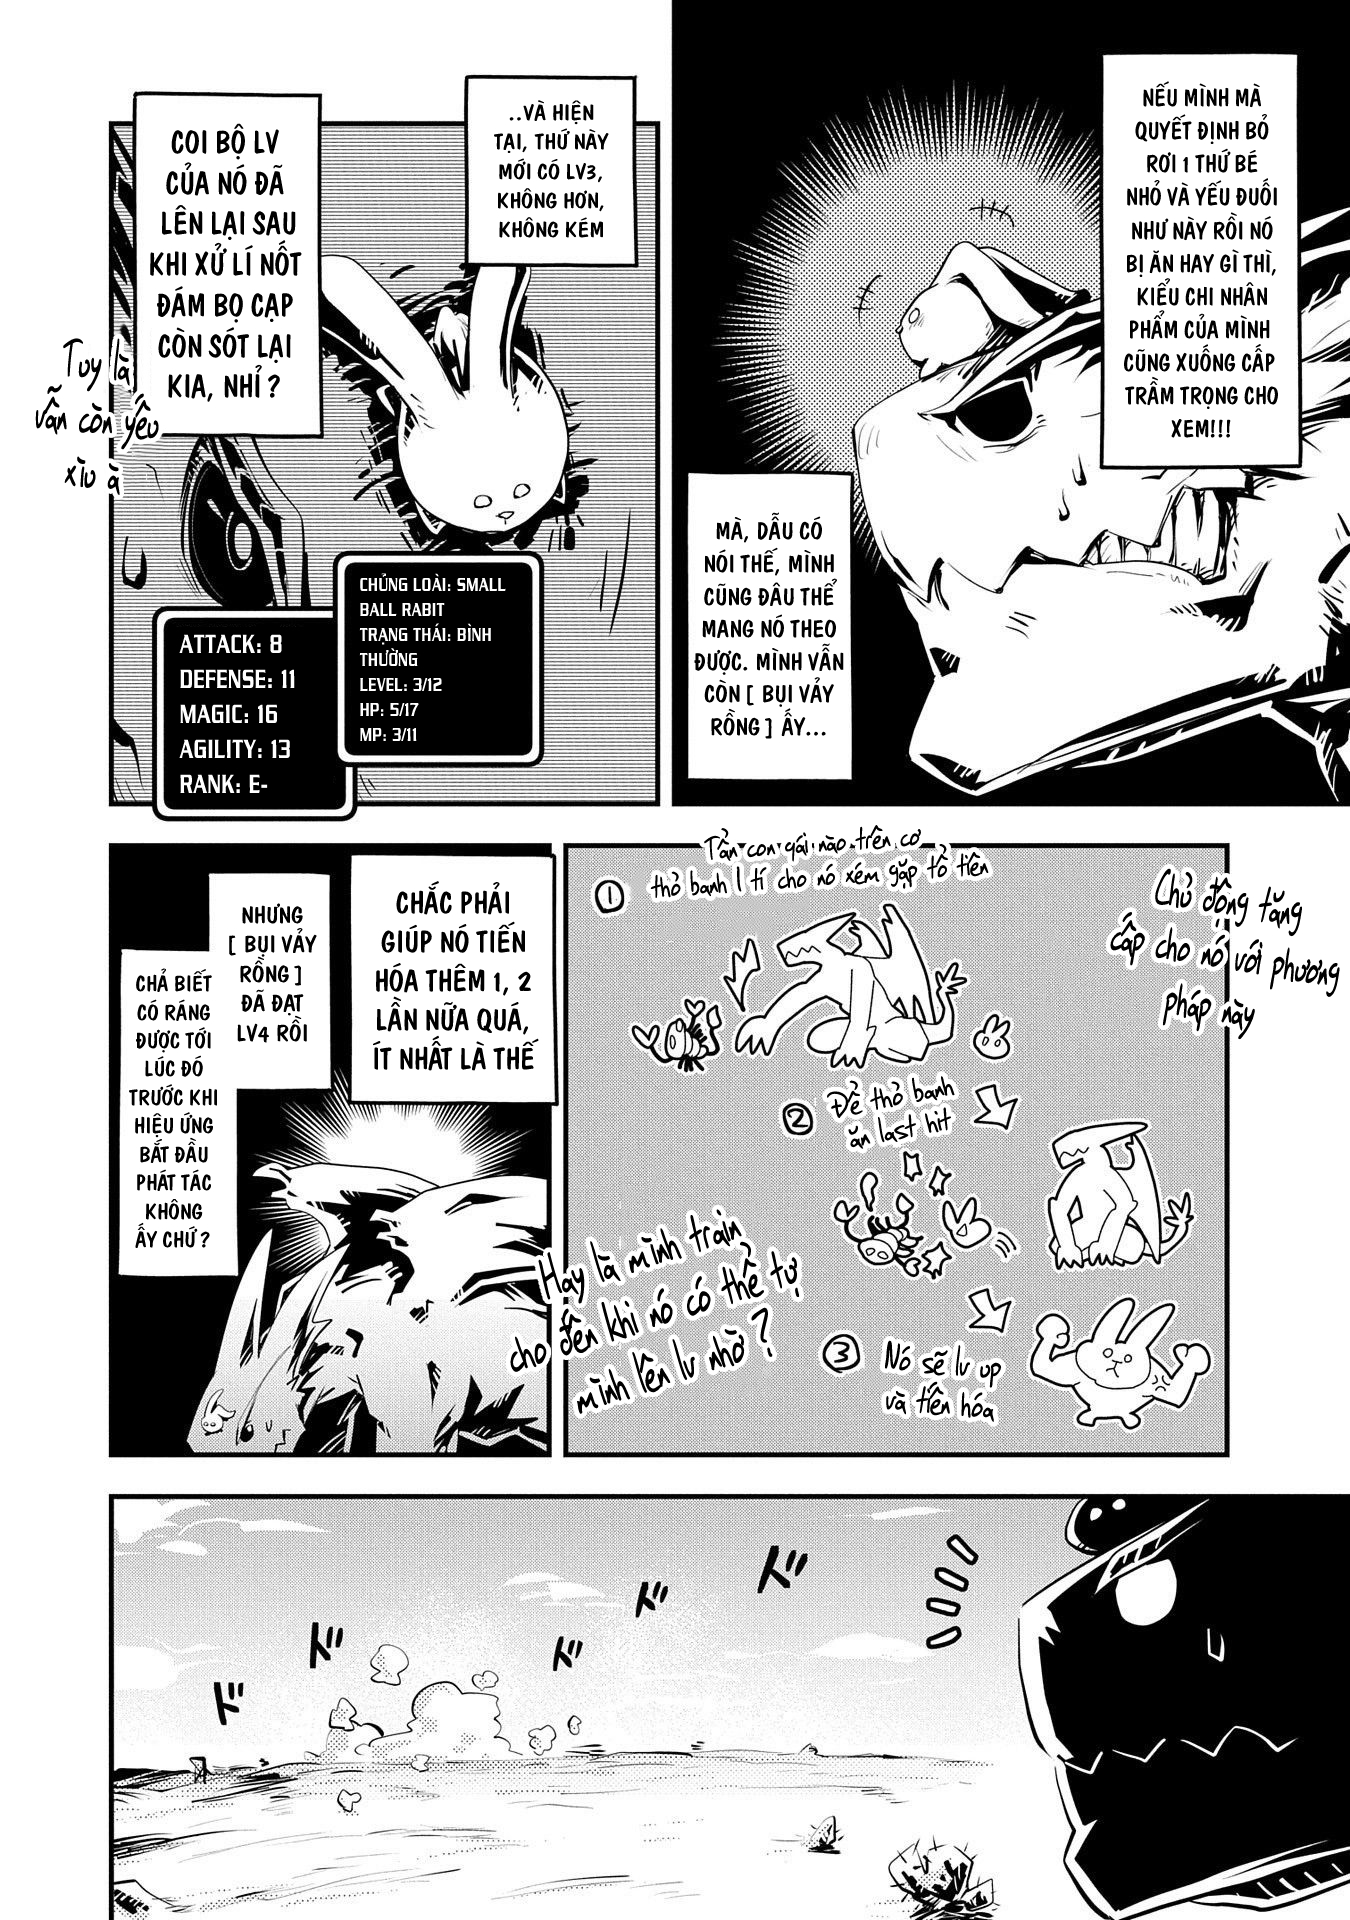 NẾU MÌNH MÀ
QUYẾT ĐỊNH BỎ
RƠI 1 THỨ BÉ
NHỎ VÀ YẾU ĐUỐI
NHƯ NÀY RỒI NÓ
BỊ ĂN HAY GÌ THÌ,
KIỂU CHI NHÂN
PHẨM CỦA MÌNH
CŨNG XUỐNG CẤP
TRẦM TRỌNG CHO
XEM!!!
MÀ, DẪU CÓ
NÓI THẾ, MÌNH
CŨNG ĐÂU THỂ
MANG NÓ THEO
ĐƯỢC. MÌNH VẪN
CÒN [ BỤI VẢY
RỒNG ] ẤY...
..VÀ HIỆN
TẠI, THỨ NÀY
MỚI CÓ LV3,
KHÔNG HƠN,
KHÔNG KÉM
COI BỘ LV
CỦA NÓ ĐÃ
LÊN LẠI SAU
KHI XỬ LÍ NỐT
ĐÁM BỌ CẠP
CÒN SÓT LẠI
KIA, NHỈ ?
Tuy là
vẫn còn yếu
xìu á
CHỦNG LOÀI: SMALL
BALL RABIT
TRẠNG THÁI: BÌNH
THƯỜNG
LEVEL: 3/12
HP: 5/17
MP: 3/11
ATTACK: 8
DEFENSE: 11
MAGIC: 16
AGILITY: 13
RANK: E-
Chủ động tăng
cấp cho nó với phương
pháp này
1
Tẩn con gái nào trên cơ
thỏ banh 1 tí cho nó xém gặp tổ tiên
2
Để thỏ banh
ăn last hit
3
Nó sẽ lv up
và tiến hóa
Hay là mình train
cho đến khi nó có thể tự
mình lên lv nhờ ?
CHẮC PHẢI
GIÚP NÓ TIẾN
HÓA THÊM 1, 2
LẦN NỮA QUÁ,
ÍT NHẤT LÀ THẾ
NHƯNG
[ BỤI VẢY
RỒNG ]
ĐÃ ĐẠT
LV4 RỒI
CHẢ BIẾT
CÓ RÁNG
ĐƯỢC TỚI
LÚC ĐÓ
TRƯỚC KHI
HIỆU ỨNG
BẮT ĐẦU
PHÁT TÁC
KHÔNG
ẤY CHỨ ?
ド
ド
ド
ド
ド